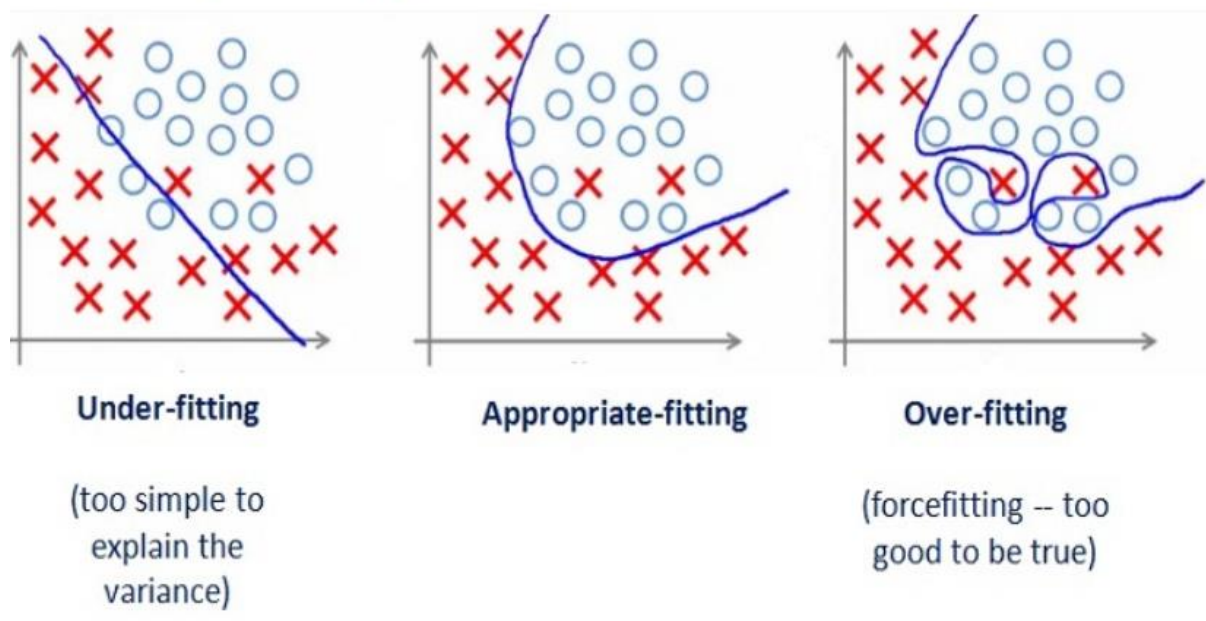 Under-fitting
Appropriate-fitting
Over-fitting
(too simple to
explain the
variance)
(forcefitting -- too
good to be true)